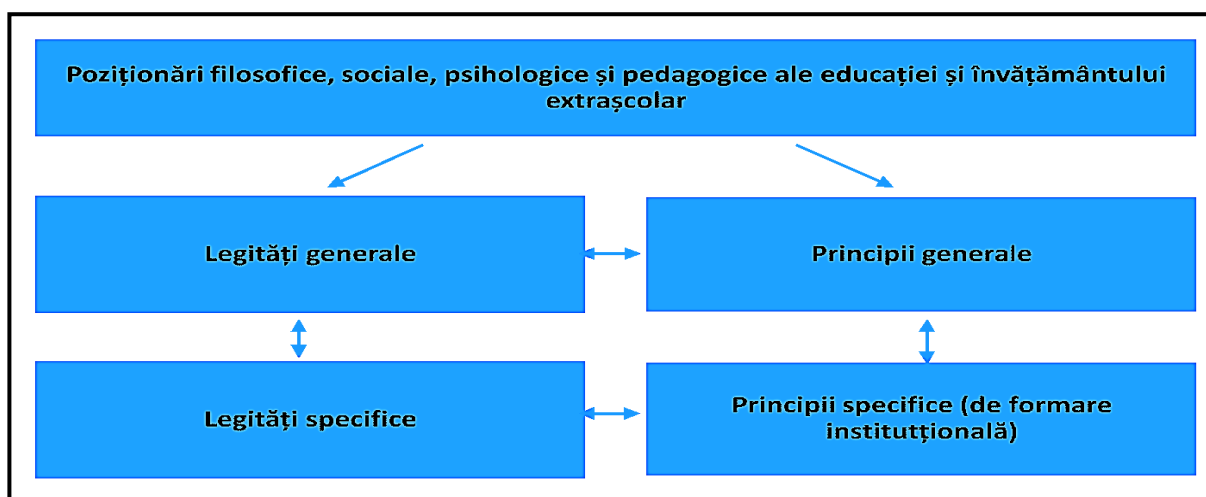 Poziționări filosofice, sociale, psihologice și pedagogice ale educației și învățământului
extrașcolar
Legități generale
Principii generale
Legități specifice
Principii specifice (de formare
institutțională)